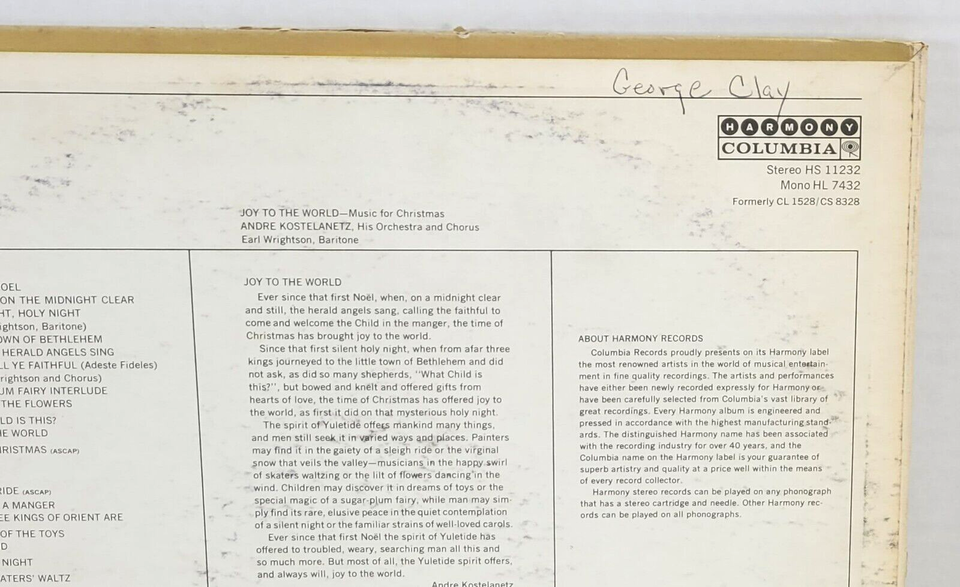 George Clay
HARMONY
COLUMBIA
Stereo HS 11232
Mono HL 7432
Formerly CL 1528/CS 8328
JOY TO THE WORLD—Music for Christmas
ANDRE KOSTELANETZ, His Orchestra and Chorus
Earl Wrightson, Baritone
OEL
ON THE MIDNIGHT CLEAR
HT, HOLY NIGHT
ightson, Baritone)
OWN OF BETHLEHEM
HERALD ANGELS SING
LL YE FAITHFUL (Adeste Fideles)
rightson and Chorus)
UM FAIRY INTERLUDE
THE FLOWERS
LD IS THIS?
HE WORLD
RISTMAS (ASCAP)
RIDE (ASCAP)
A MANGER
EE KINGS OF ORIENT ARE
OF THE TOYS
D
NIGHT
ATERS' WALTZ
JOY TO THE WORLD
Ever since that first Noël, when, on a midnight clear
and still, the herald angels sang, calling the faithful to
come and welcome the Child in the manger, the time of
Christmas has brought joy to the world.
Since that first silent holy night, when from afar three
kings journeyed to the little town of Bethlehem and did
not ask, as did so many shepherds, "What Child is
this?", but bowed and knelt and offered gifts from
hearts of love, the time of Christmas has offered joy to
the world, as first it did on that mysterious holy night.
The spirit of Yuletide offers mankind many things,
and men still seek it in varied ways and places. Painters
may find it in the gaiety of a sleigh ride or the virginal
snow that veils the valley—musicians in the happy swirl
of skaters waltzing or the lilt of flowers dancing in the
wind. Children may discover it in dreams of toys or the
special magic of a sugar-plum fairy, while man may sim-
ply find its rare, elusive peace in the quiet contemplation
of a silent night or the familiar strains of well-loved carols.
Ever since that first Noël the spirit of Yuletide has
offered to troubled, weary, searching man all this and
so much more. But most of all, the Yuletide spirit offers,
and always will, joy to the world.
Andre Kostelanetz
ABOUT HARMONY RECORDS
Columbia Records proudly presents on its Harmony label
the most renowned artists in the world of musical entertain-
ment in fine quality recordings. The artists and performances
have either been newly recorded expressly for Harmony or
have been carefully selected from Columbia's vast library of
great recordings. Every Harmony album is engineered and
pressed in accordance with the highest manufacturing stand-
ards. The distinguished Harmony name has been associated
with the recording industry for over 40 years, and the
Columbia name on the Harmony label is your guarantee of
superb artistry and quality at a price well within the means
of every record collector.
Harmony stereo records can be played on any phonograph
that has a stereo cartridge and needle. Other Harmony rec-
ords can be played on all phonographs.